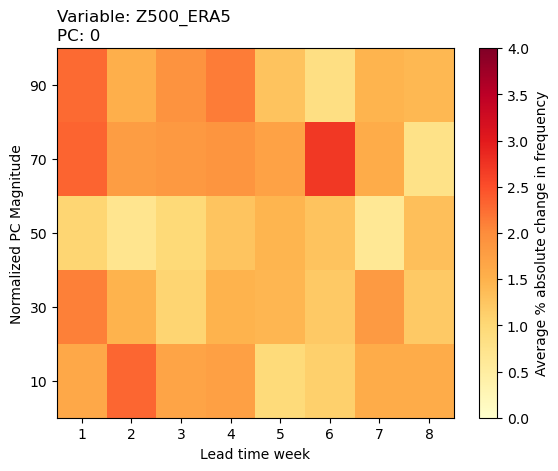 Variable: Z500_ERA5
PC: 0
90
70
50
30
10
Normalized PC Magnitude
1 2 3 4 5 6 7 8
Lead time week
4.0
3.5
3.0
2.5
2.0
1.5
1.0
0.5
0.0
Average % absolute change in frequency